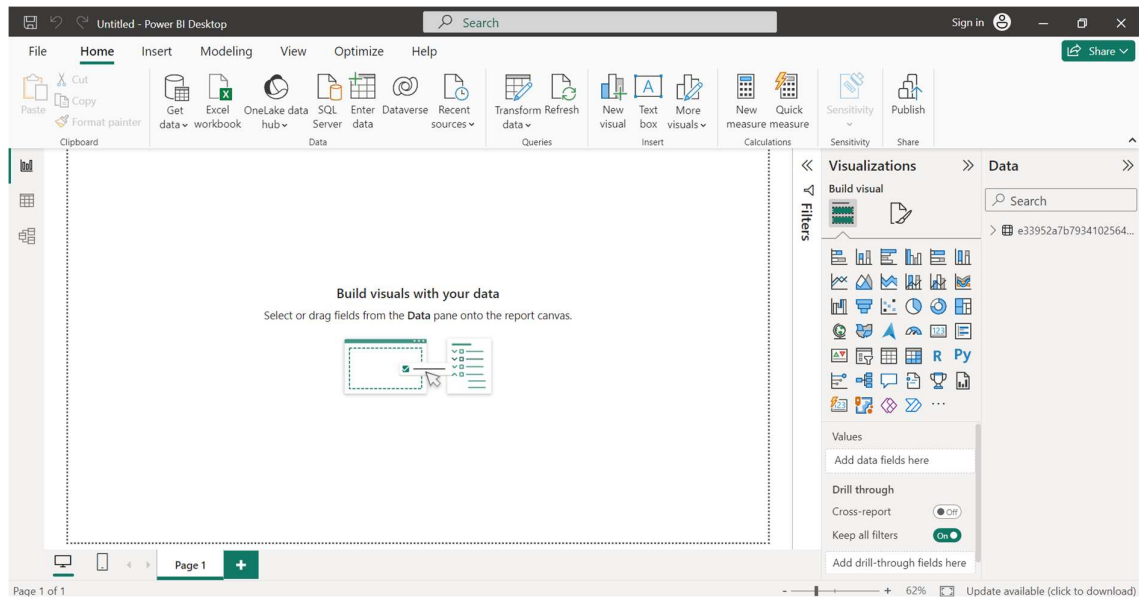 Untitled - Power BI Desktop
Search
Sign in
File Home Insert Modeling View Optimize Help
Share
Paste
Cut
Copy
Format painter
Clipboard
Get data
Excel workbook
OneLake data hub
SQL Server
Enter data
Dataverse
Recent sources
Data
Transform data
Refresh
Queries
New visual
A
Text box
More visuals
Insert
New measure
Quick measure
Calculations
Sensitivity
Sensitivity
Publish
Share
Filters
Build visuals with your data
Select or drag fields from the Data pane onto the report canvas.
Visualizations
Build visual
123
R Py
123
Values
Add data fields here
Drill through
Cross-report
Off
Keep all filters
On
Add drill-through fields here
Data
Search
e33952a7b7934102564...
Page 1
Page 1 of 1
- + 62%
Update available (click to download)